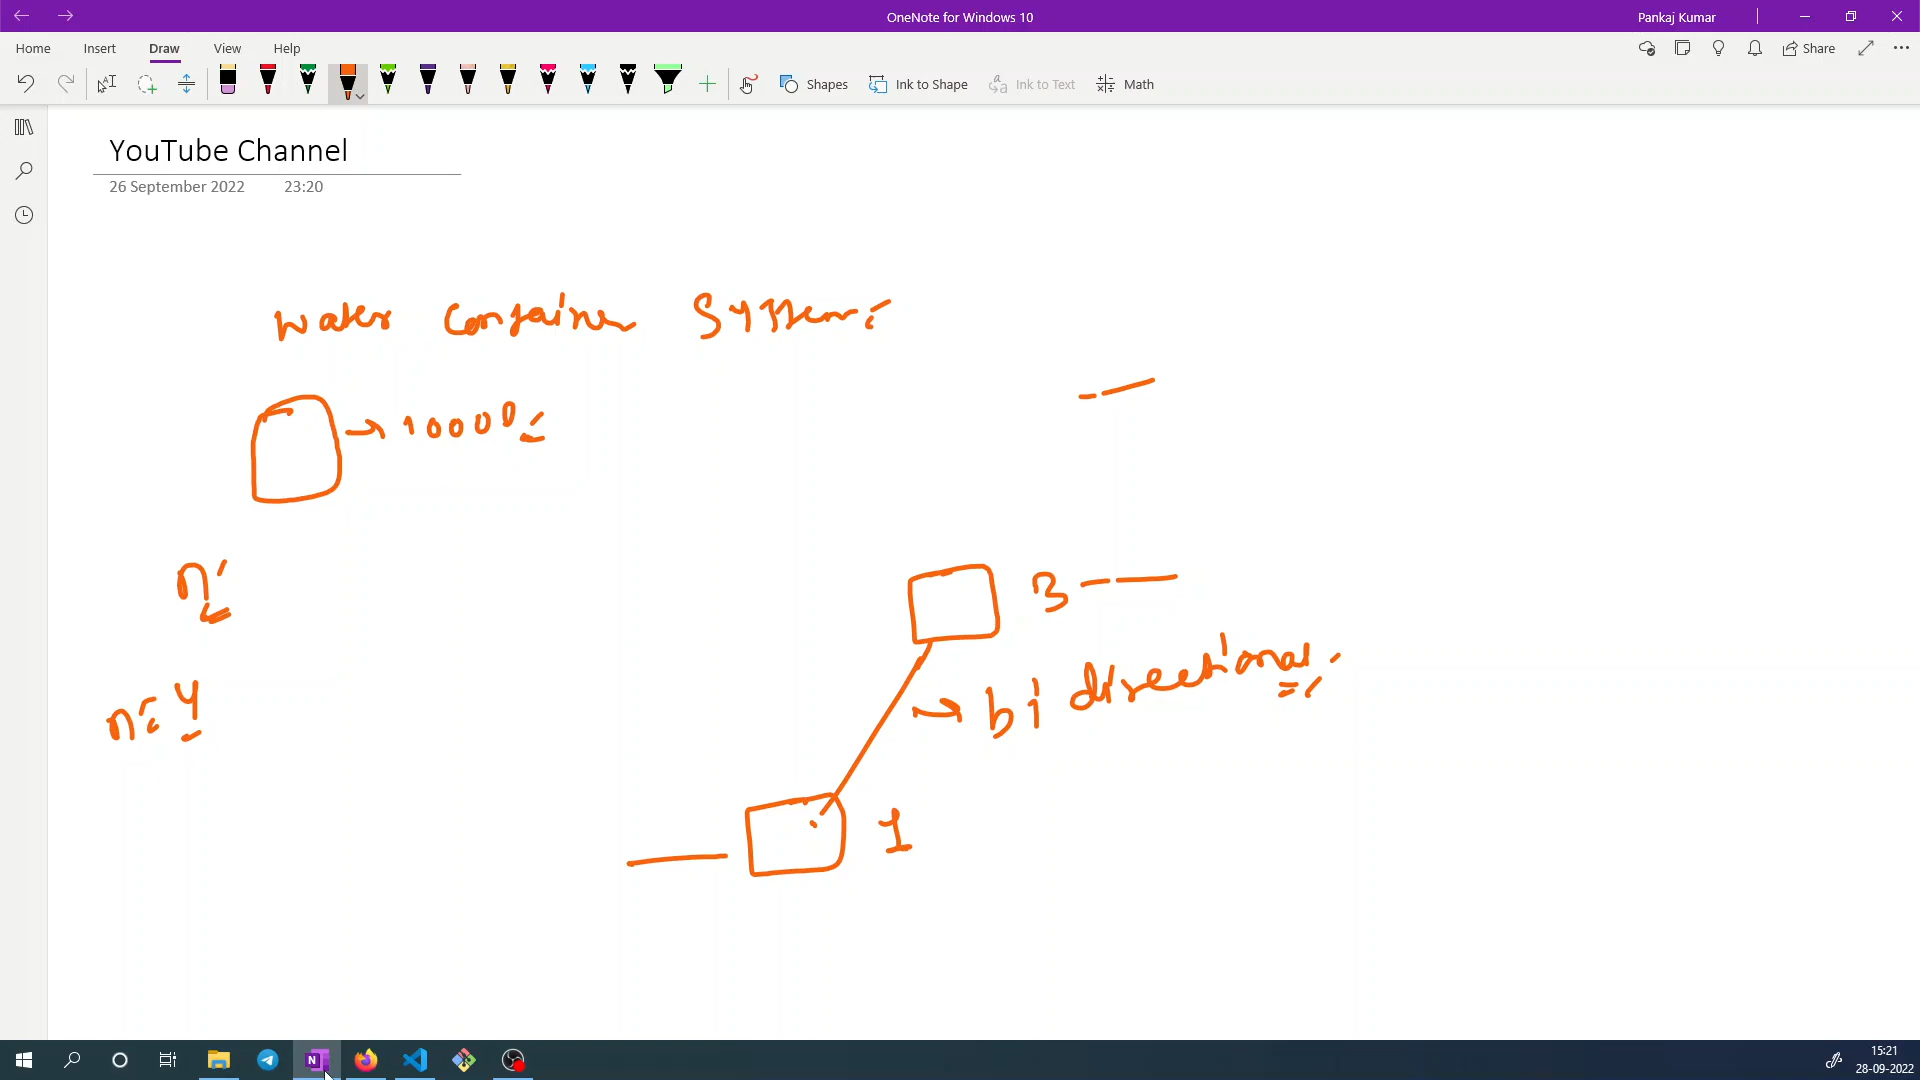 OneNote for Windows 10
Pankaj Kumar
Home Insert Draw View Help
Share
Shapes Ink to Shape Ink to Text Math
YouTube Channel
26 September 2022 23:20
Water Container System:
→ 10000
n
3
n = 4
→ bi directional.
1
15:21
28-09-2022